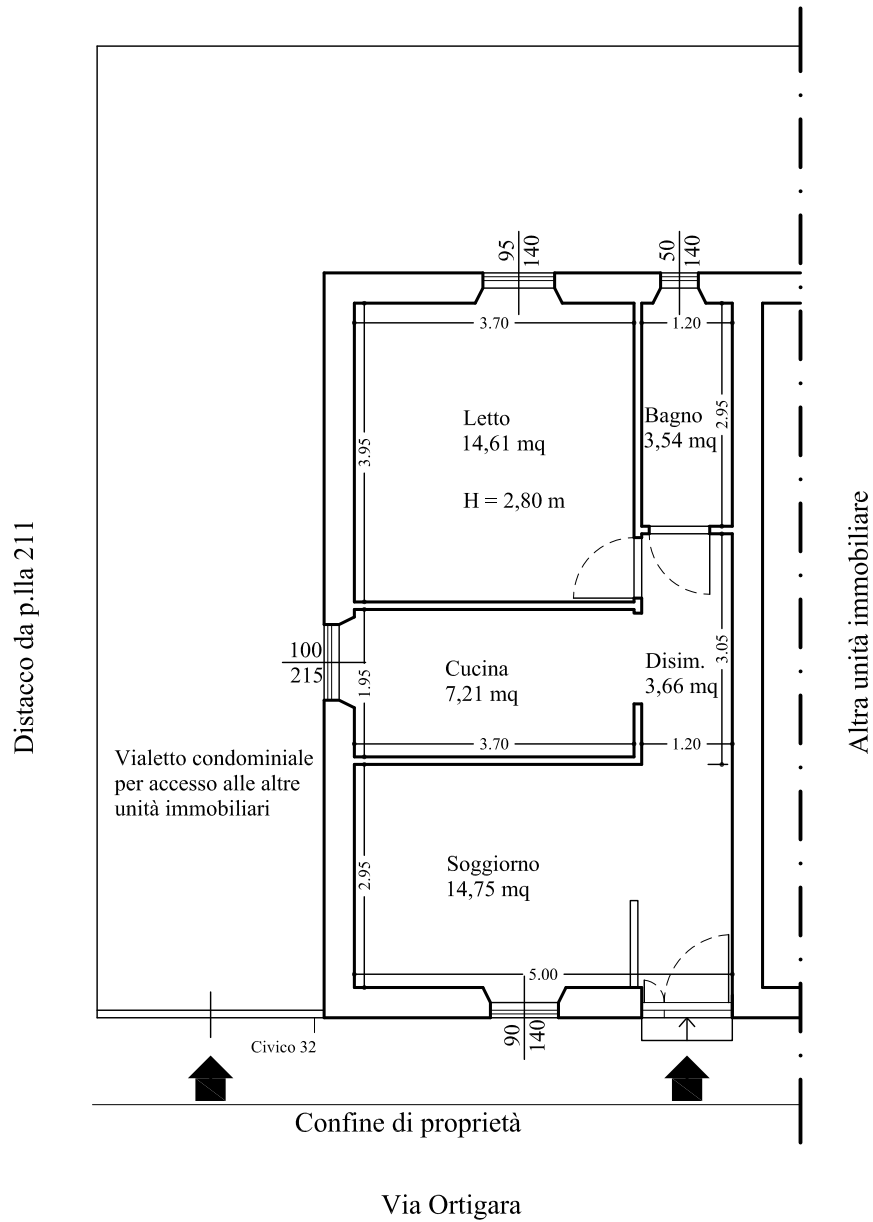 95
140
50
140
3.70
1.20
3.95
2.95
Letto
14,61 mq
Bagno
3,54 mq
H = 2,80 m
Distacco da p.lla 211
Altra unità immobiliare
100
215
1.95
Cucina
7,21 mq
Disim.
3,66 mq
3.05
3.70
1.20
Vialetto condominiale
per accesso alle altre
unità immobiliari
2.95
Soggiorno
14,75 mq
5.00
90
140
Civico 32
Confine di proprietà
Via Ortigara